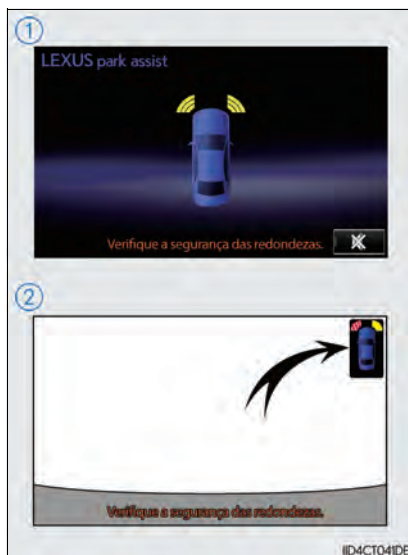 1
LEXUS park assist
Verifique a segurança das redondezas.
2
Verifique a segurança das redondezas.
IID4CT041DE